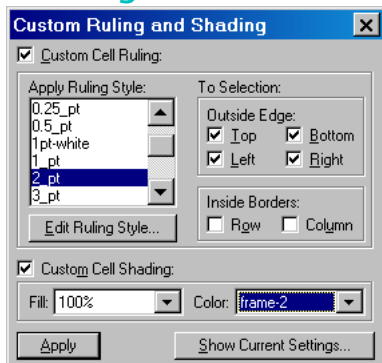 Custom Ruling and Shading
Custom Cell Ruling:
Apply Ruling Style:
0.25_pt
0.5_pt
1pt-white
1_pt
2_pt
3_pt
Edit Ruling Style...
To Selection:
Outside Edge:
Top Bottom
Left Right
Inside Borders:
Row Column
Custom Cell Shading:
Fill: 100% Color: frame-2
Apply Show Current Settings...